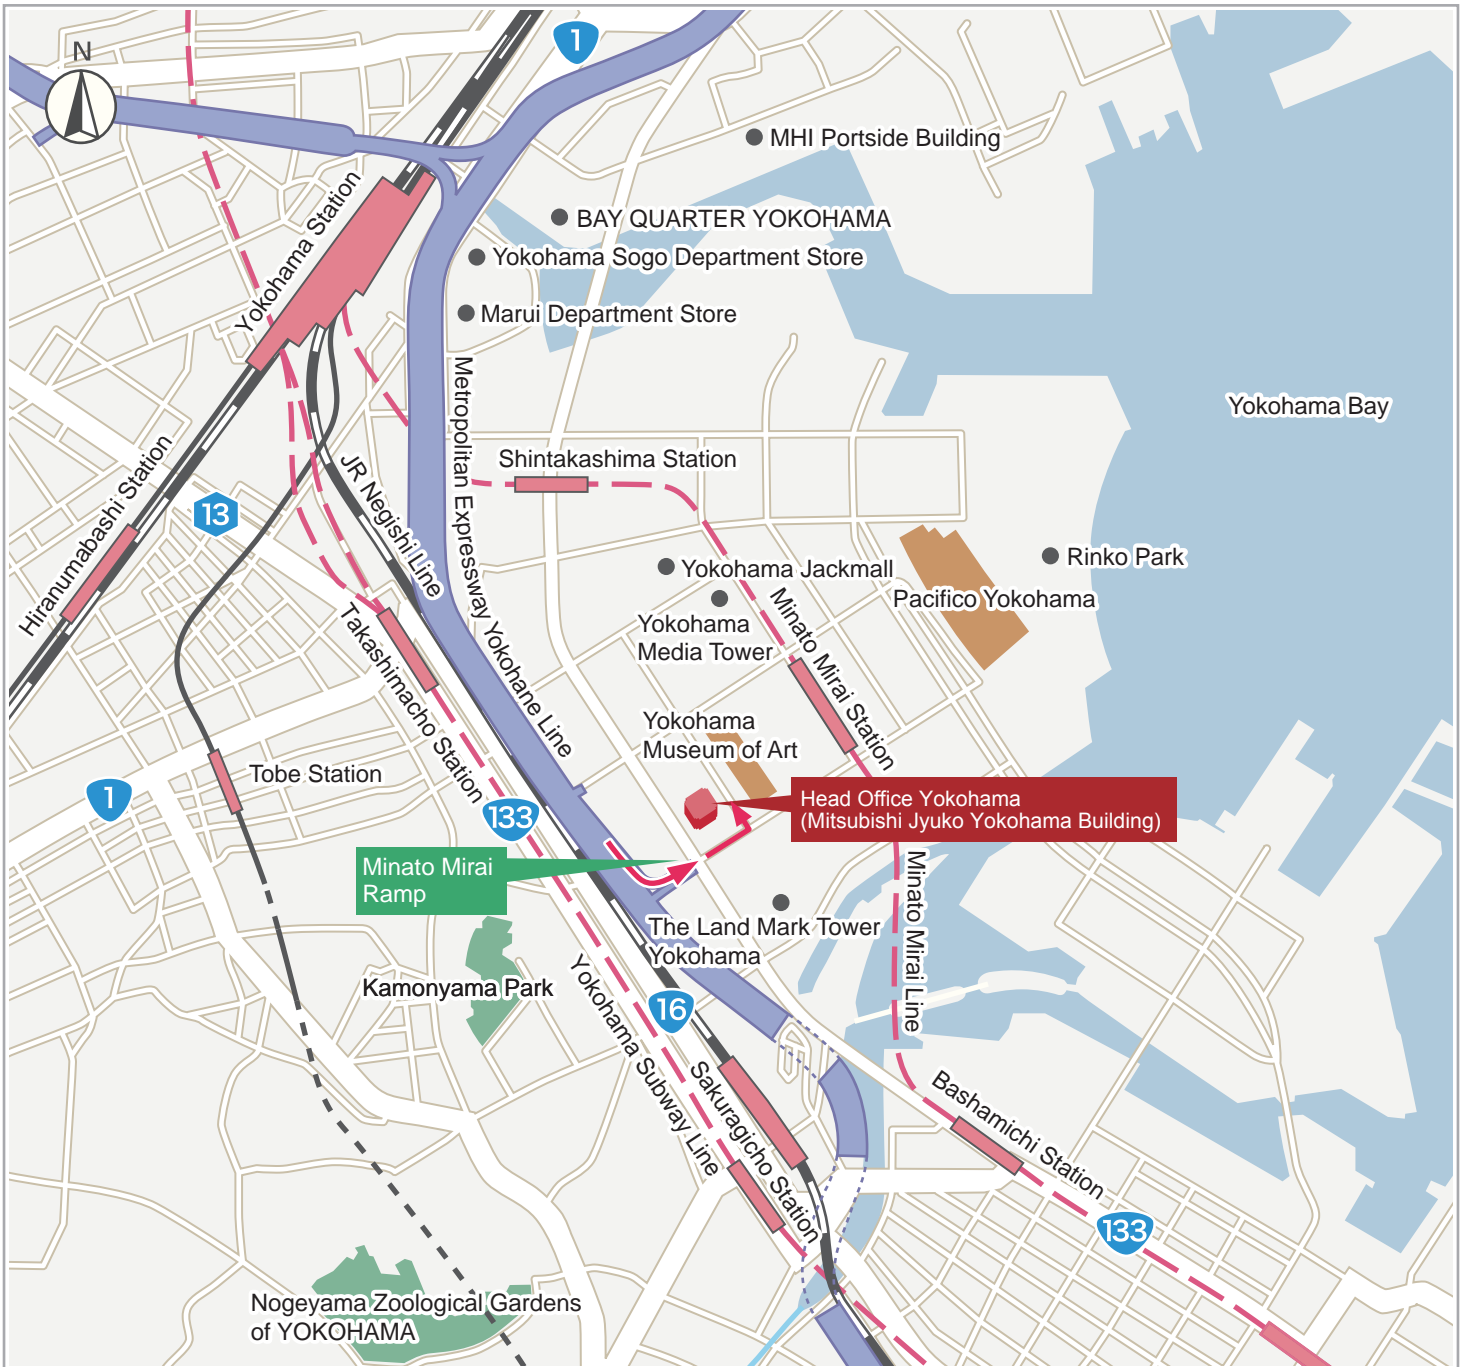 N
1
MHI Portside Building
Yokohama Station
BAY QUARTER YOKOHAMA
Yokohama Sogo Department Store
Marui Department Store
Metropolitan Expressway Yokohane Line
Yokohama Bay
Shintakashima Station
Hiranumabashi Station
JR Negishi Line
13
Yokohama Jackmall
Rinko Park
Pacifico Yokohama
Yokohama
Media Tower
Minato Mirai Station
Takashimacho Station
Yokohama
Museum of Art
Tobe Station
1
133
Head Office Yokohama
(Mitsubishi Jyuko Yokohama Building)
Minato Mirai
Ramp
Minato Mirai Line
The Land Mark Tower
Yokohama
Kamonyama Park
16
Yokohama Subway Line
Sakuragicho Station
Bashamichi Station
133
Nogeyama Zoological Gardens
of YOKOHAMA